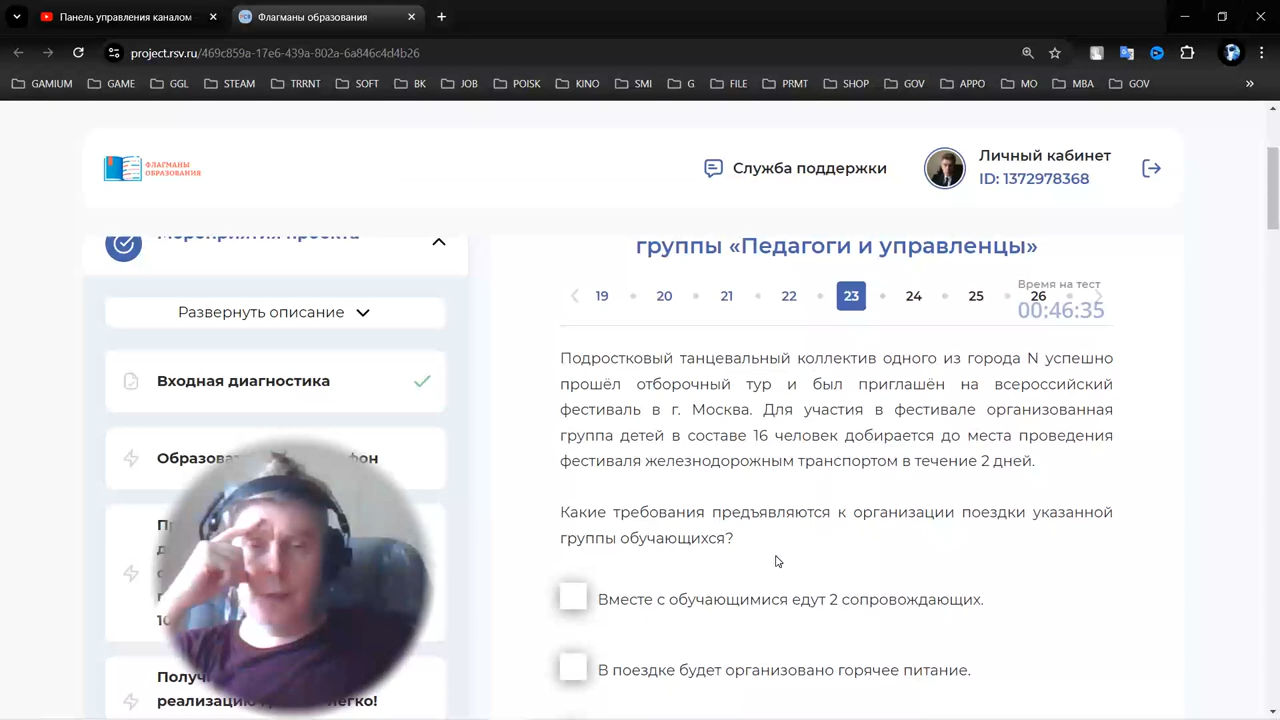 Панель управления каналом
Флагманы образования
project.rsv.ru/469c859a-17e6-439a-802a-6a846c4d4b26
GAMIUM GAME GGL STEAM TRRNT SOFT BK JOB POISK KINO SMI G FILE PRMT SHOP GOV APPO MO MBA GOV »
ФЛАГМАНЫ
ОБРАЗОВАНИЯ
Служба поддержки
Личный кабинет
ID: 1372978368
Мероприятия проекта
Развернуть описание
Входная диагностика
реализацию
легко!
группы «Педагоги и управленцы»
19 20 21 22 23 24 25 26
Время на тест
00:46:35
Подростковый танцевальный коллектив одного из города N успешно
прошёл отборочный тур и был приглашён на всероссийский
фестиваль в г. Москва. Для участия в фестивале организованная
группа детей в составе 16 человек добирается до места проведения
фестиваля железнодорожным транспортом в течение 2 дней.
Какие требования предъявляются к организации поездки указанной
группы обучающихся?
Вместе с обучающимися едут 2 сопровождающих.
В поездке будет организовано горячее питание.